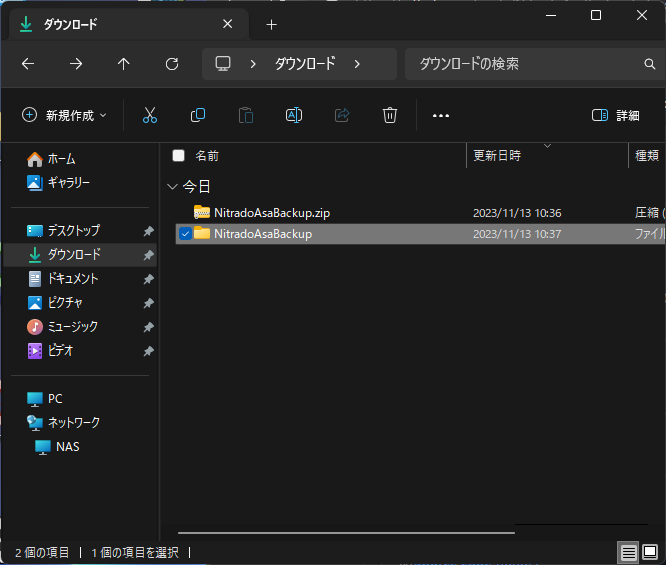 ダウンロード
ダウンロード ダウンロードの検索
新規作成 詳細
ホーム
ギャラリー
デスクトップ
ダウンロード
ドキュメント
ピクチャ
ミュージック
ビデオ
PC
ネットワーク
NAS
名前 更新日時 種類
今日
NitradoAsaBackup.zip 2023/11/13 10:36 圧縮 (
NitradoAsaBackup 2023/11/13 10:37 ファイル
2 個の項目 1 個の項目を選択